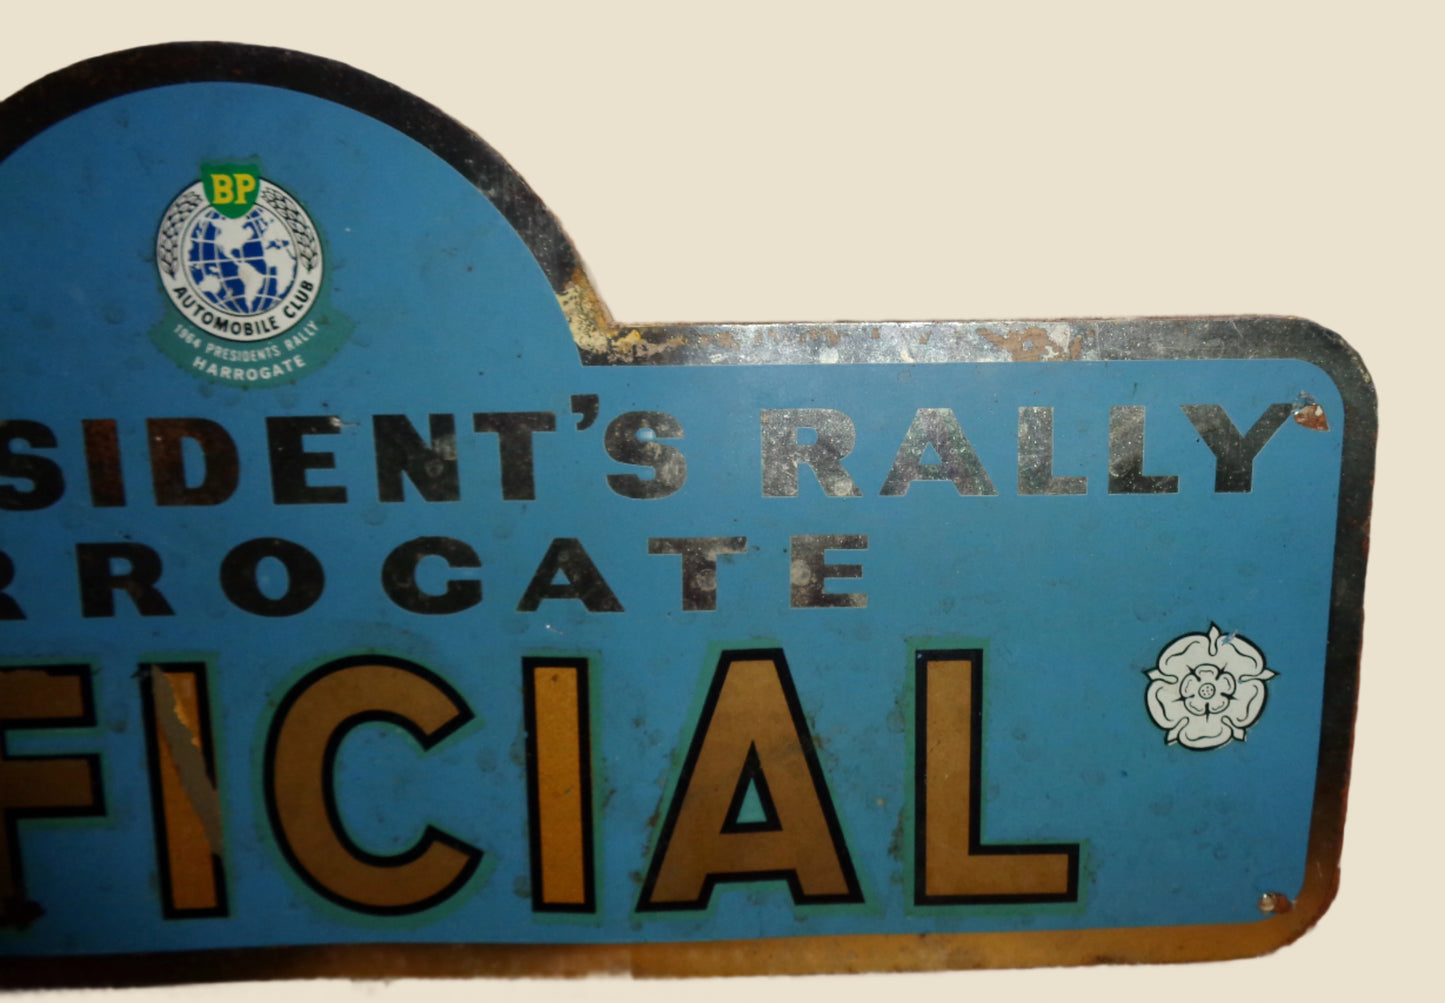 BP
AUTOMOBILE CLUB
1964 PRESIDENTS RALLY
HARROGATE
SIDENT'S RALLY
RROGATE
FICIAL